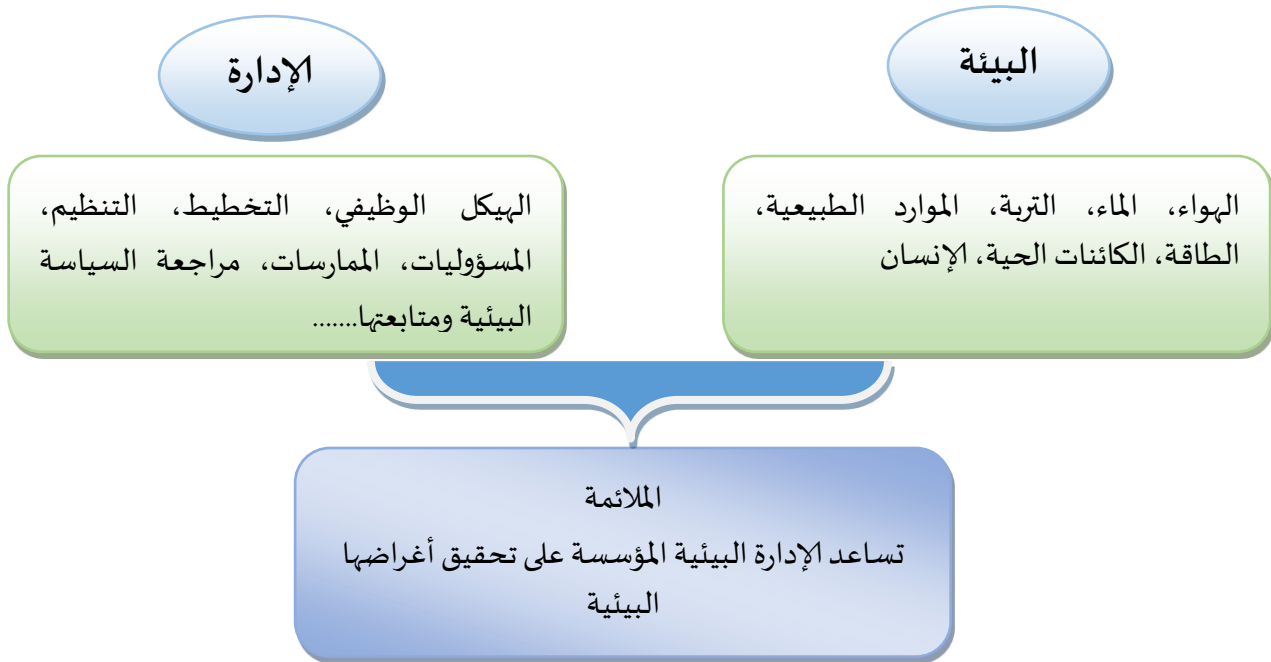 البيئة
الإدارة
الهواء، الماء، التربة، الموارد الطبيعية،
الطاقة، الكائنات الحية، الإنسان
الهيكل الوظيفي، التخطيط، التنظيم،
المسؤوليات، الممارسات، مراجعة السياسة
البيئية ومتابعتها.......
الملائمة
تساعد الإدارة البيئية المؤسسة على تحقيق أغراضها
البيئية